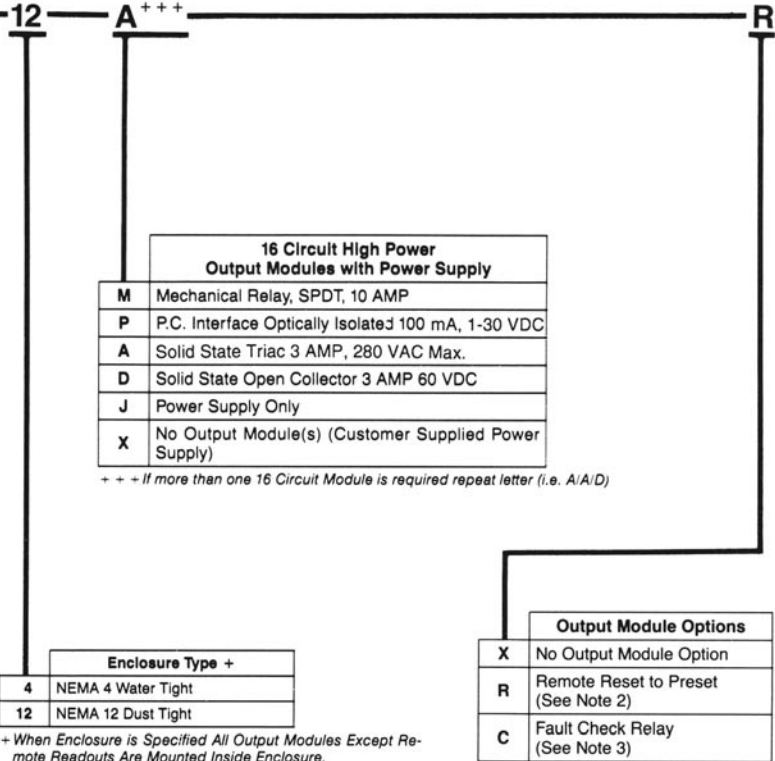 -12 A+++ R
16 Circuit High Power
Output Modules with Power Supply
M Mechanical Relay, SPDT, 10 AMP
P P.C. Interface Optically Isolated 100 mA, 1-30 VDC
A Solid State Triac 3 AMP, 280 VAC Max.
D Solid State Open Collector 3 AMP 60 VDC
J Power Supply Only
X No Output Module(s) (Customer Supplied Power
Supply)
+ + + If more than one 16 Circuit Module is required repeat letter (i.e. A/A/D)
Enclosure Type +
4 NEMA 4 Water Tight
12 NEMA 12 Dust Tight
+ When Enclosure is Specified All Output Modules Except Re-
mote Readouts Are Mounted Inside Enclosure.
Output Module Options
X No Output Module Option
R Remote Reset to Preset
(See Note 2)
C Fault Check Relay
(See Note 3)